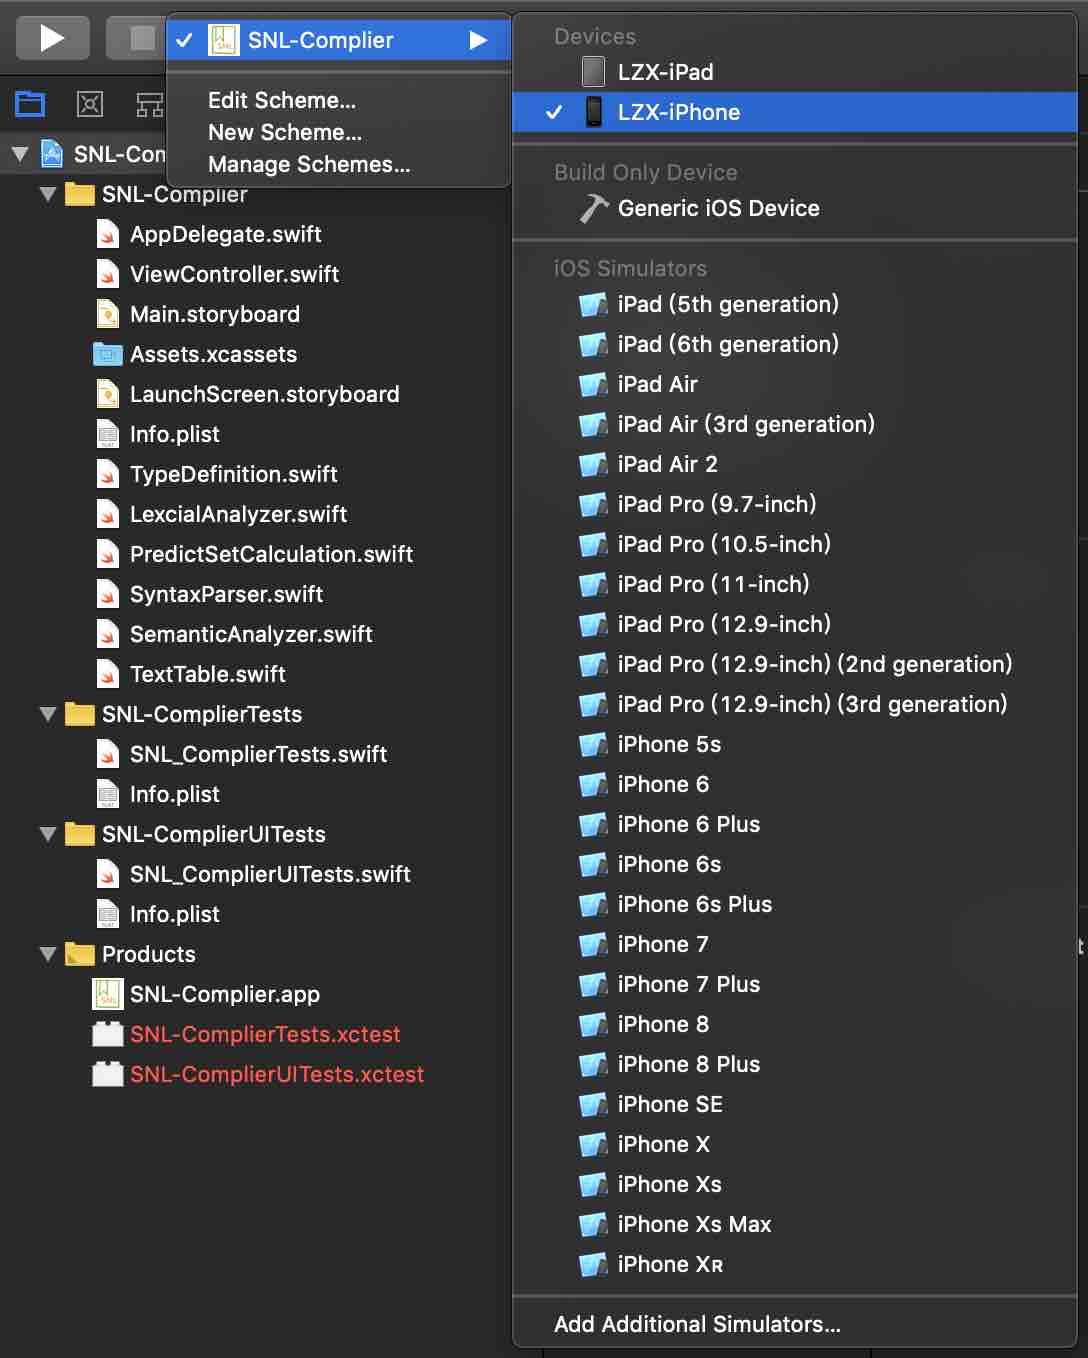 SNL-Complier
Edit Scheme...
New Scheme...
Manage Schemes...
SNL-Com
SNL-Complier
AppDelegate.swift
ViewController.swift
Main.storyboard
Assets.xcassets
LaunchScreen.storyboard
Info.plist
TypeDefinition.swift
LexcialAnalyzer.swift
PredictSetCalculation.swift
SyntaxParser.swift
SemanticAnalyzer.swift
TextTable.swift
SNL-ComplierTests
SNL_ComplierTests.swift
Info.plist
SNL-ComplierUITests
SNL_ComplierUITests.swift
Info.plist
Products
SNL-Complier.app
SNL-ComplierTests.xctest
SNL-ComplierUITests.xctest
Devices
LZX-iPad
LZX-iPhone
Build Only Device
Generic iOS Device
iOS Simulators
iPad (5th generation)
iPad (6th generation)
iPad Air
iPad Air (3rd generation)
iPad Air 2
iPad Pro (9.7-inch)
iPad Pro (10.5-inch)
iPad Pro (11-inch)
iPad Pro (12.9-inch)
iPad Pro (12.9-inch) (2nd generation)
iPad Pro (12.9-inch) (3rd generation)
iPhone 5s
iPhone 6
iPhone 6 Plus
iPhone 6s
iPhone 6s Plus
iPhone 7
iPhone 7 Plus
iPhone 8
iPhone 8 Plus
iPhone SE
iPhone X
iPhone Xs
iPhone Xs Max
iPhone Xʀ
Add Additional Simulators...